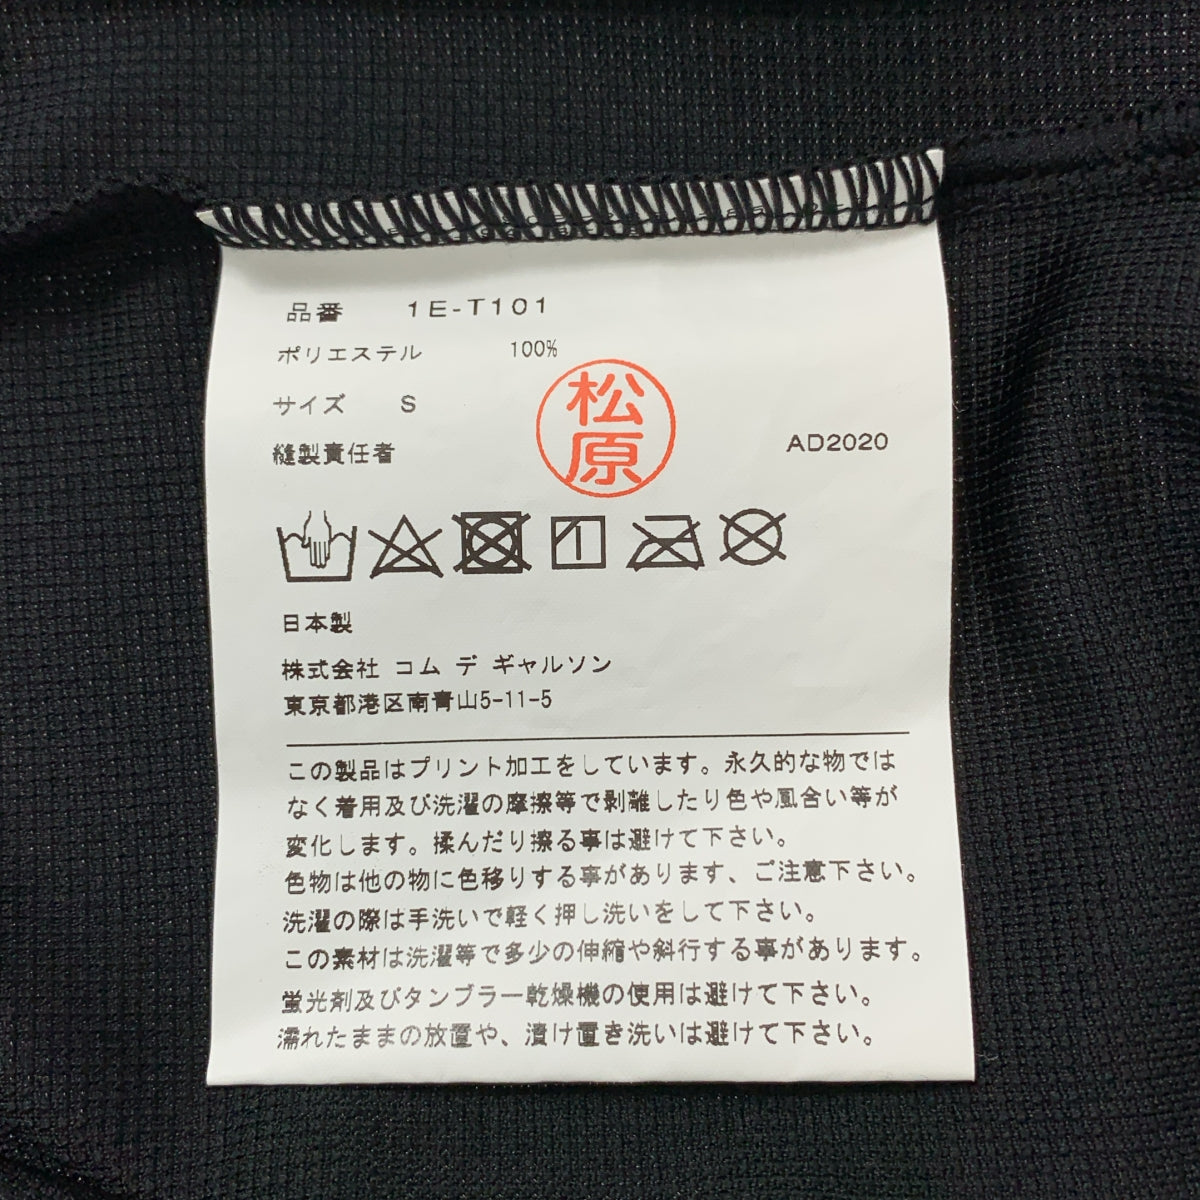 品番 1E-T101
ポリエステル 100%
サイズ S
縫製責任者 松原 AD2020
日本製
株式会社 コム デ ギャルソン
東京都港区南青山5-11-5
この製品はプリント加工をしています。永久的な物では
なく着用及び洗濯の摩擦等で剥離したり色や風合い等が
変化します。揉んだり擦る事は避けて下さい。
色物は他の物に色移りする事があります、ご注意下さい。
洗濯の際は手洗いで軽く押し洗いをして下さい。
この素材は洗濯等で多少の伸縮や斜行する事があります。
蛍光剤及びタンブラー乾燥機の使用は避けて下さい。
濡れたままの放置や、漬け置き洗いは避けて下さい。